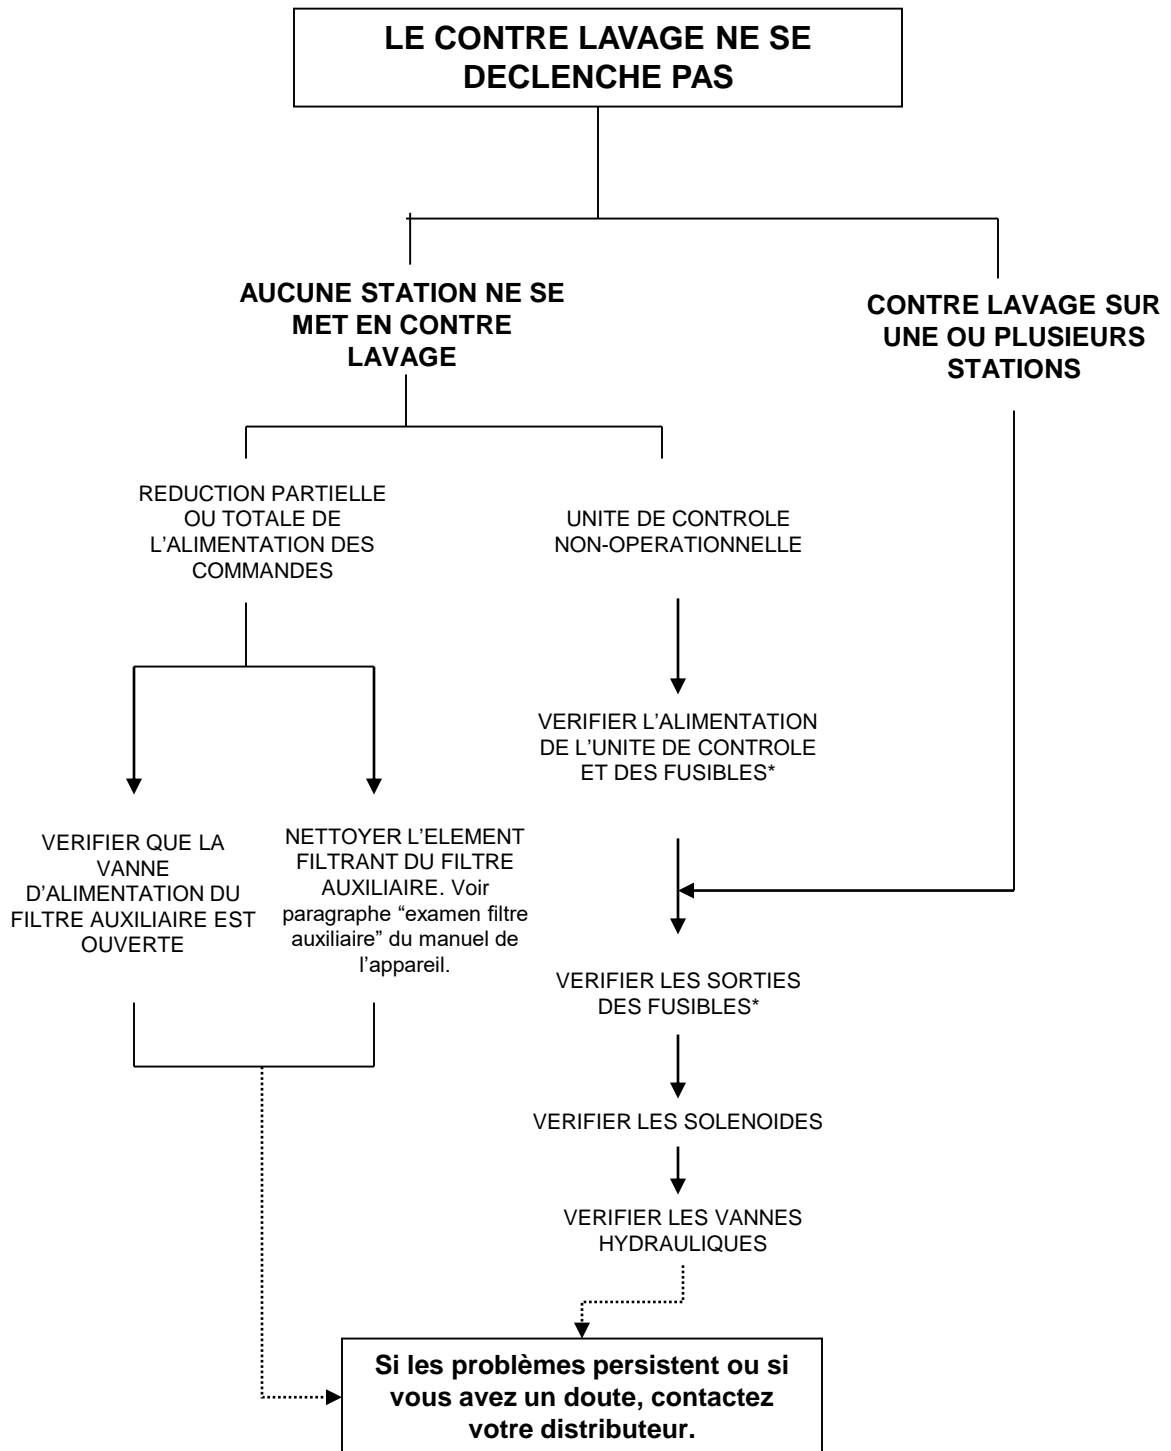 LE CONTRE LAVAGE NE SE
DECLENCHE PAS
AUCUNE STATION NE SE
MET EN CONTRE
LAVAGE
CONTRE LAVAGE SUR
UNE OU PLUSIEURS
STATIONS
REDUCTION PARTIELLE
OU TOTALE DE
L’ALIMENTATION DES
COMMANDES
UNITE DE CONTROLE
NON-OPERATIONNELLE
VERIFIER L’ALIMENTATION
DE L’UNITE DE CONTROLE
ET DES FUSIBLES*
VERIFIER QUE LA
VANNE
D’ALIMENTATION DU
FILTRE AUXILIAIRE EST
OUVERTE
NETTOYER L’ELEMENT
FILTRANT DU FILTRE
AUXILIAIRE. Voir
paragraphe “examen filtre
auxiliaire” du manuel de
l’appareil.
VERIFIER LES SORTIES
DES FUSIBLES*
VERIFIER LES SOLENOIDES
VERIFIER LES VANNES
HYDRAULIQUES
Si les problèmes persistent ou si
vous avez un doute, contactez
votre distributeur.